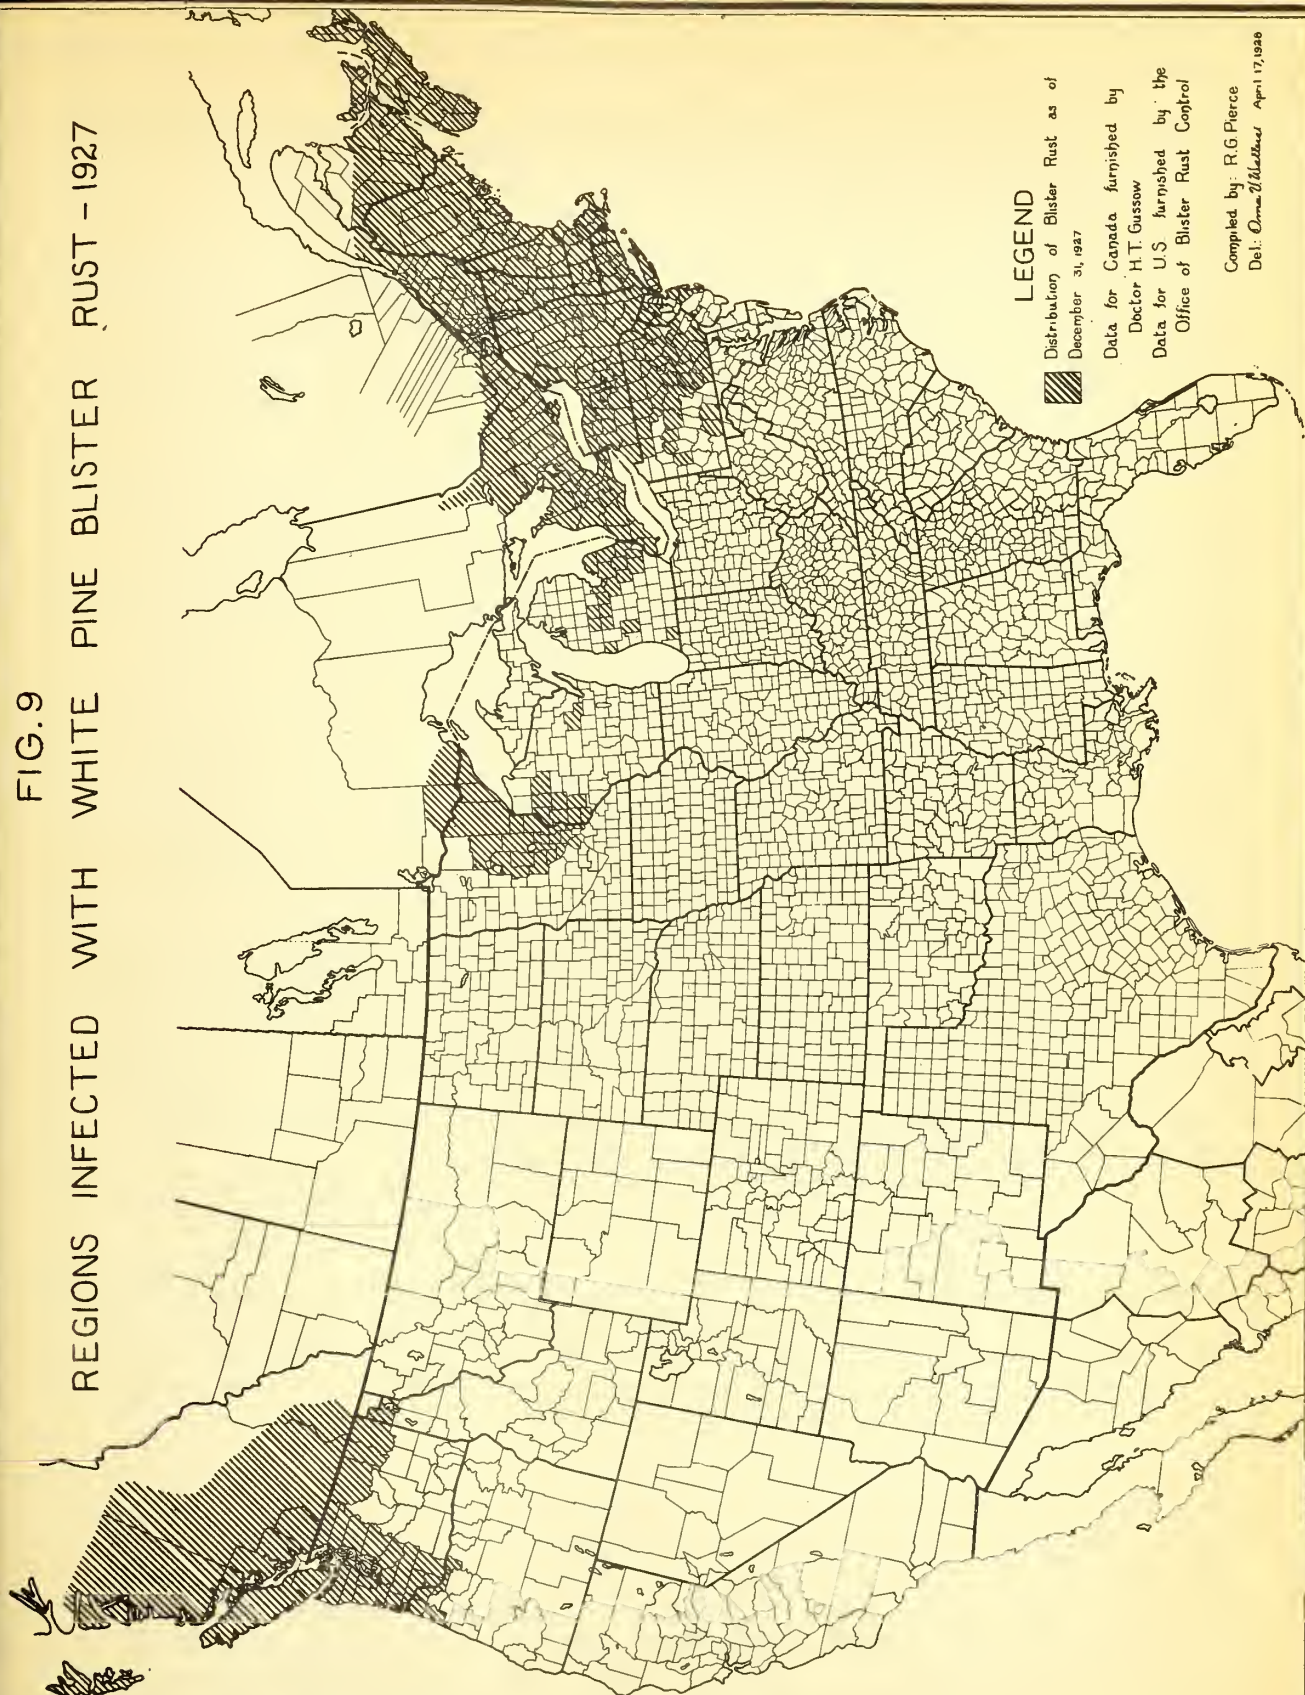 FIG. 9
REGIONS INFECTED WITH WHITE PINE BLISTER RUST - 1927
LEGEND
Distribution of Blister Rust as of
December 31, 1927
Data for Canada furnished by
Doctor H.T. Gussow
Data for U.S. furnished by the
Office of Blister Rust Control
Compiled by: R.G. Pierce
Del.: April 17, 1928